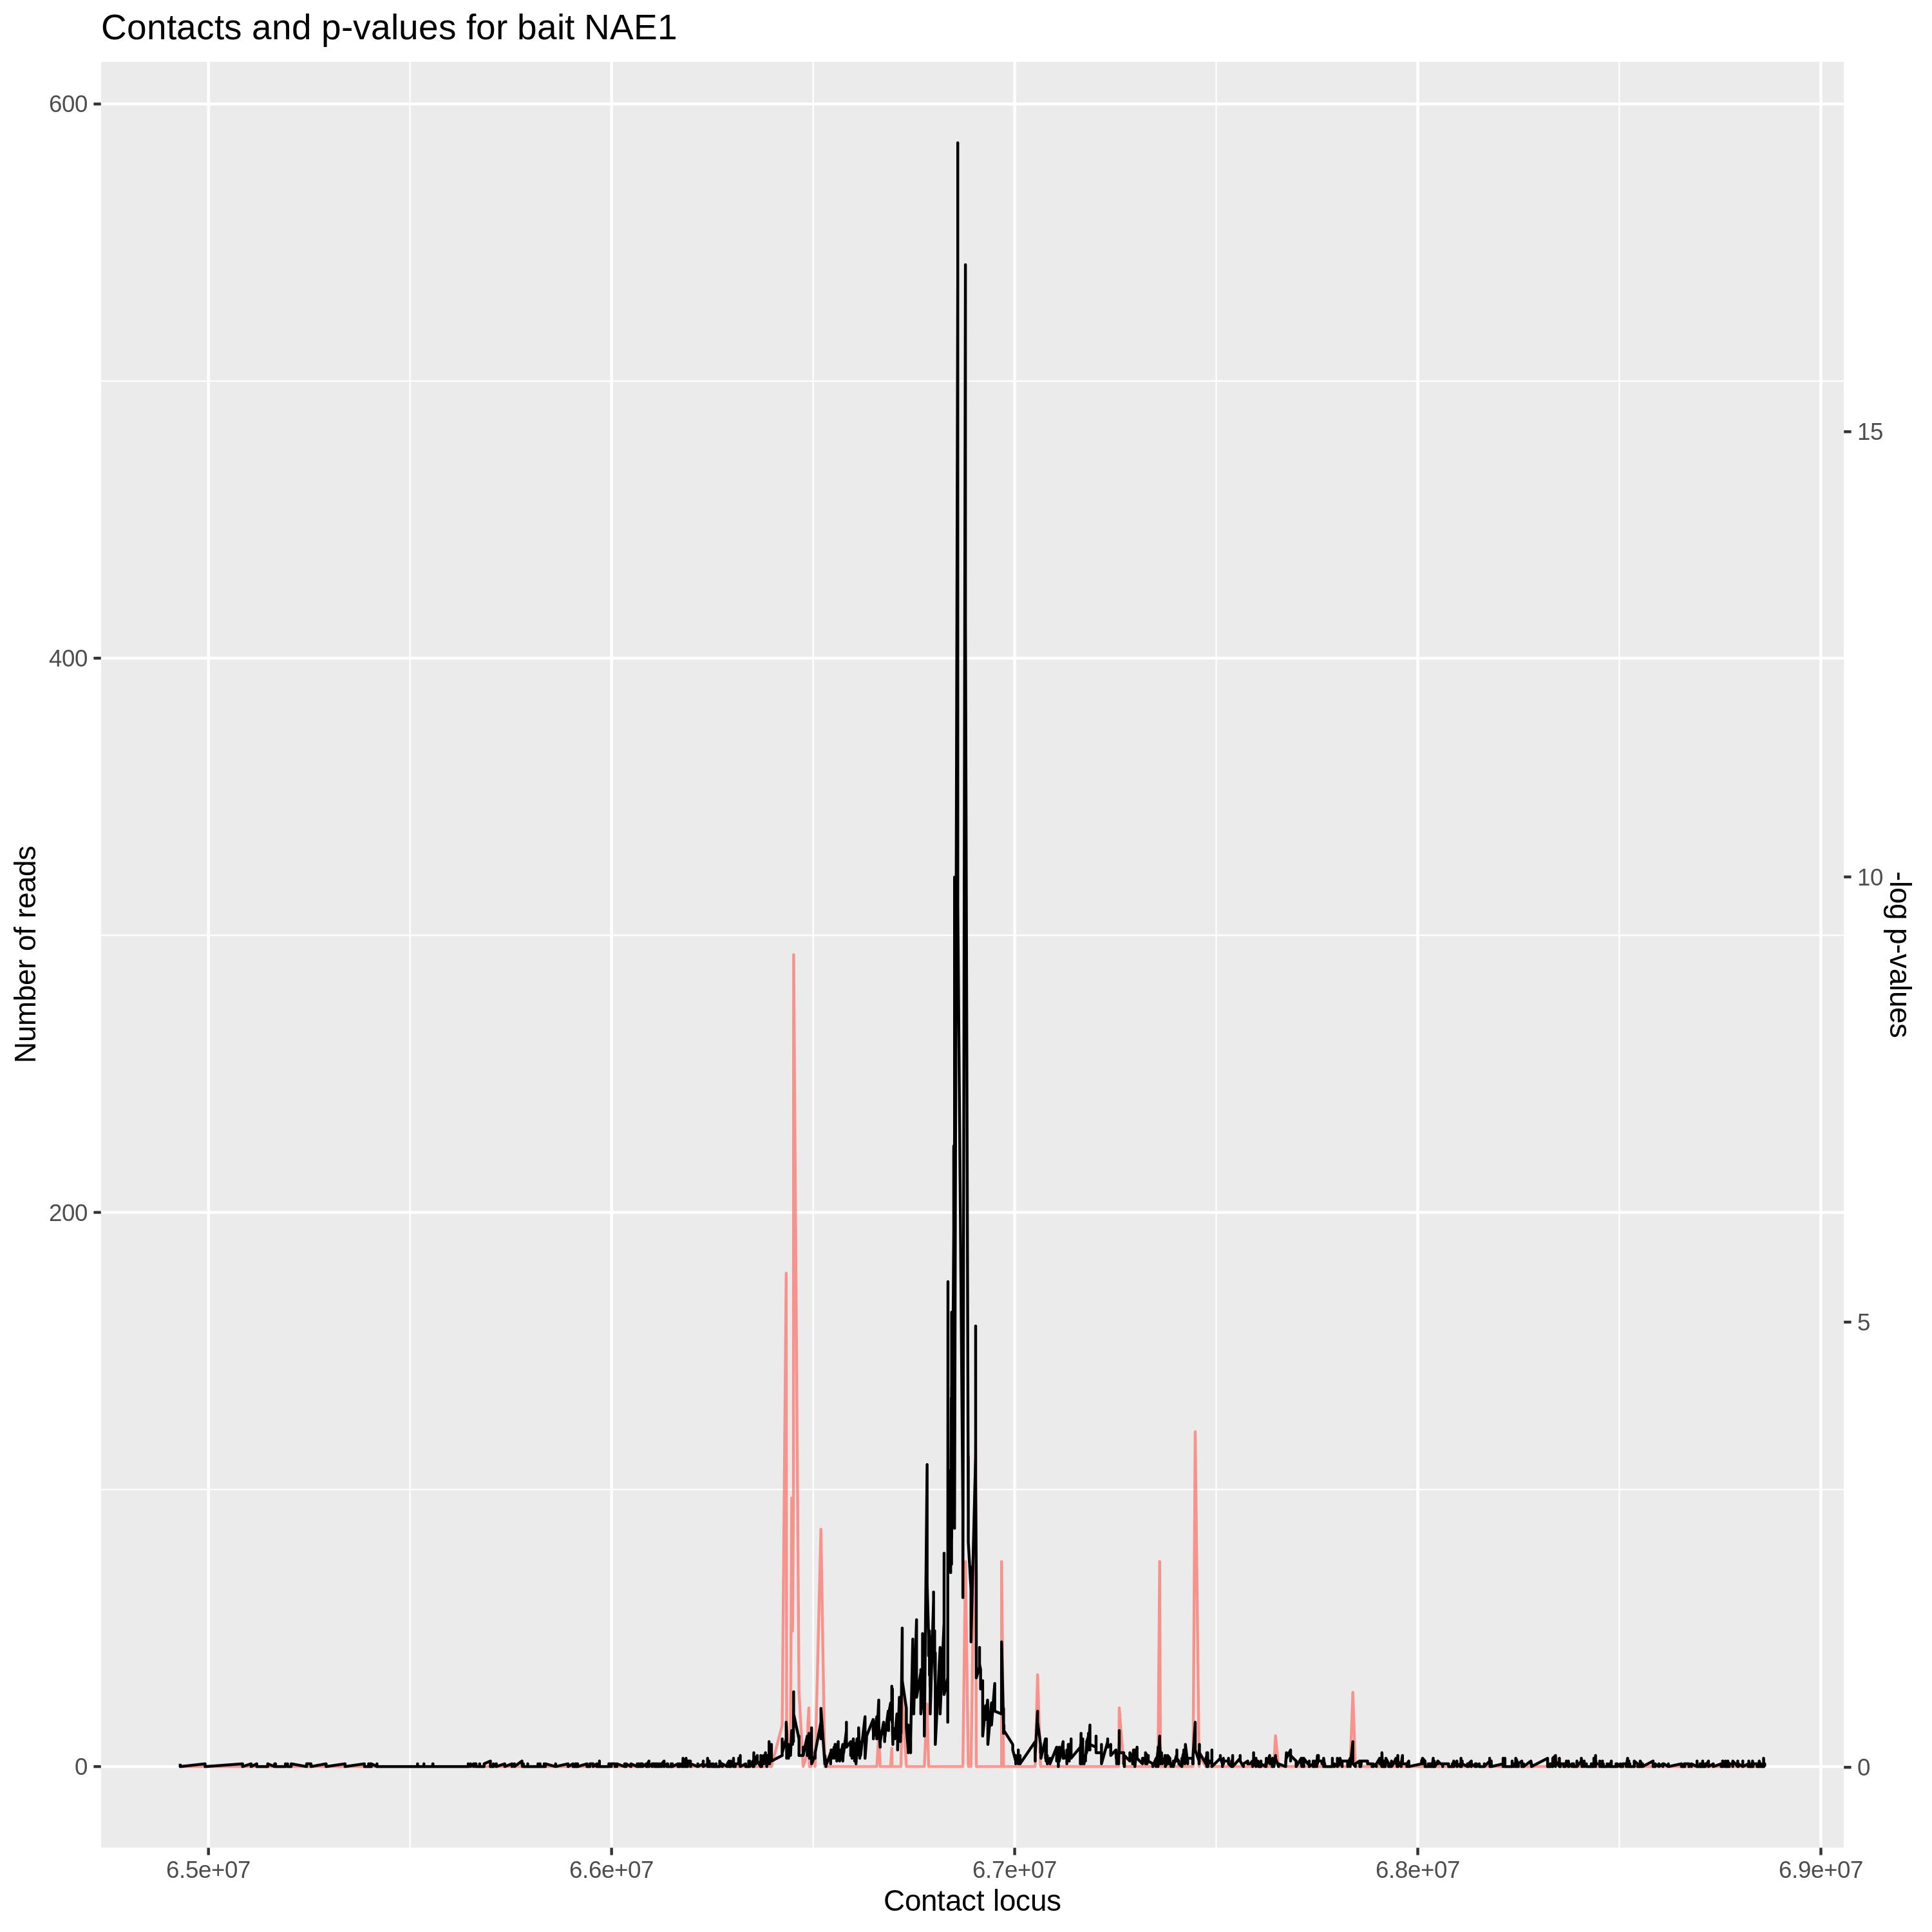 Contacts and p-values for bait NAE1
600
400
200
0
Number of reads
15
10
5
0
-log p-values
6.5e+07
6.6e+07
6.7e+07
6.8e+07
6.9e+07
Contact locus